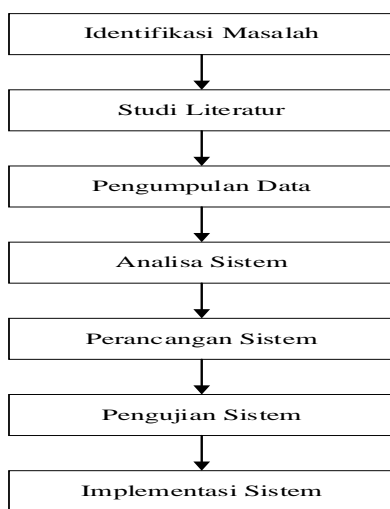 Identifikasi Masalah
Studi Literatur
Pengumpulan Data
Analisa Sistem
Perancangan Sistem
Pengujian Sistem
Implementasi Sistem